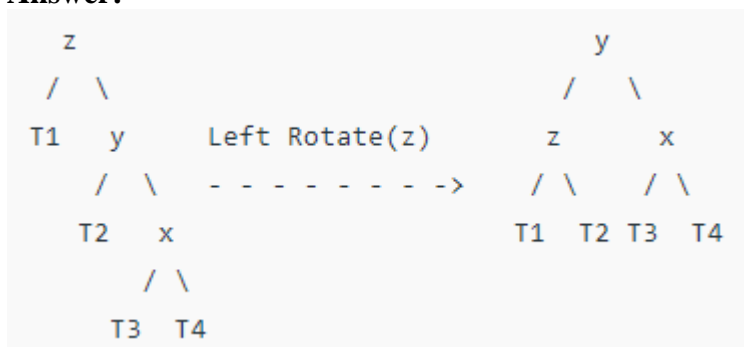 Answer:
z                                  y
/  \                              /   \
T1   y     Left Rotate(z)       z      x
/  \   - - - - - - - ->    / \    / \
T2   x                     T1  T2 T3  T4
/ \
T3  T4